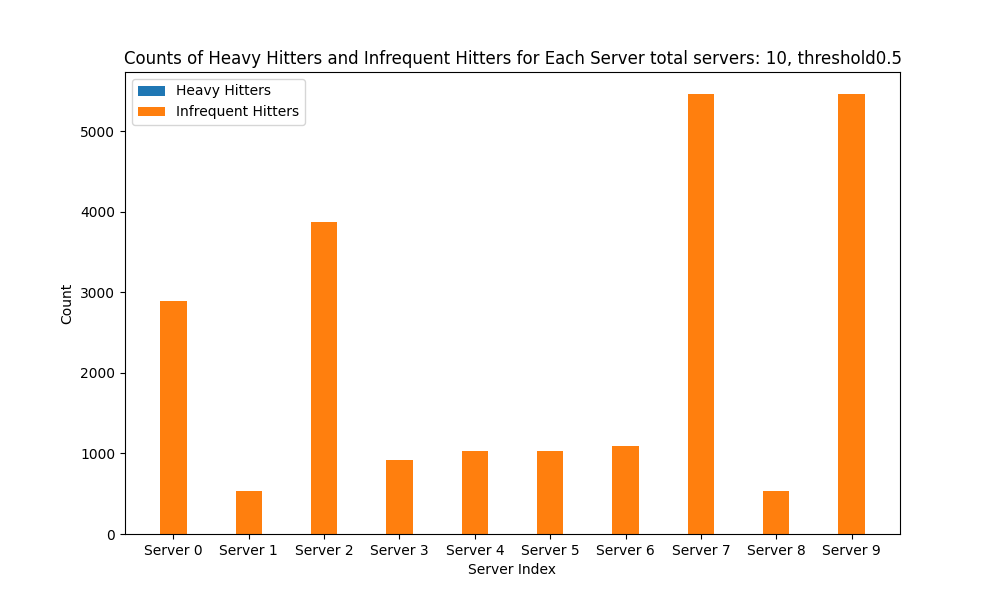 Counts of Heavy Hitters and Infrequent Hitters for Each Server total servers: 10, threshold0.5
Heavy Hitters
Infrequent Hitters
5000
4000
3000
2000
1000
0
Count
Server 0 Server 1 Server 2 Server 3 Server 4 Server 5 Server 6 Server 7 Server 8 Server 9
Server Index